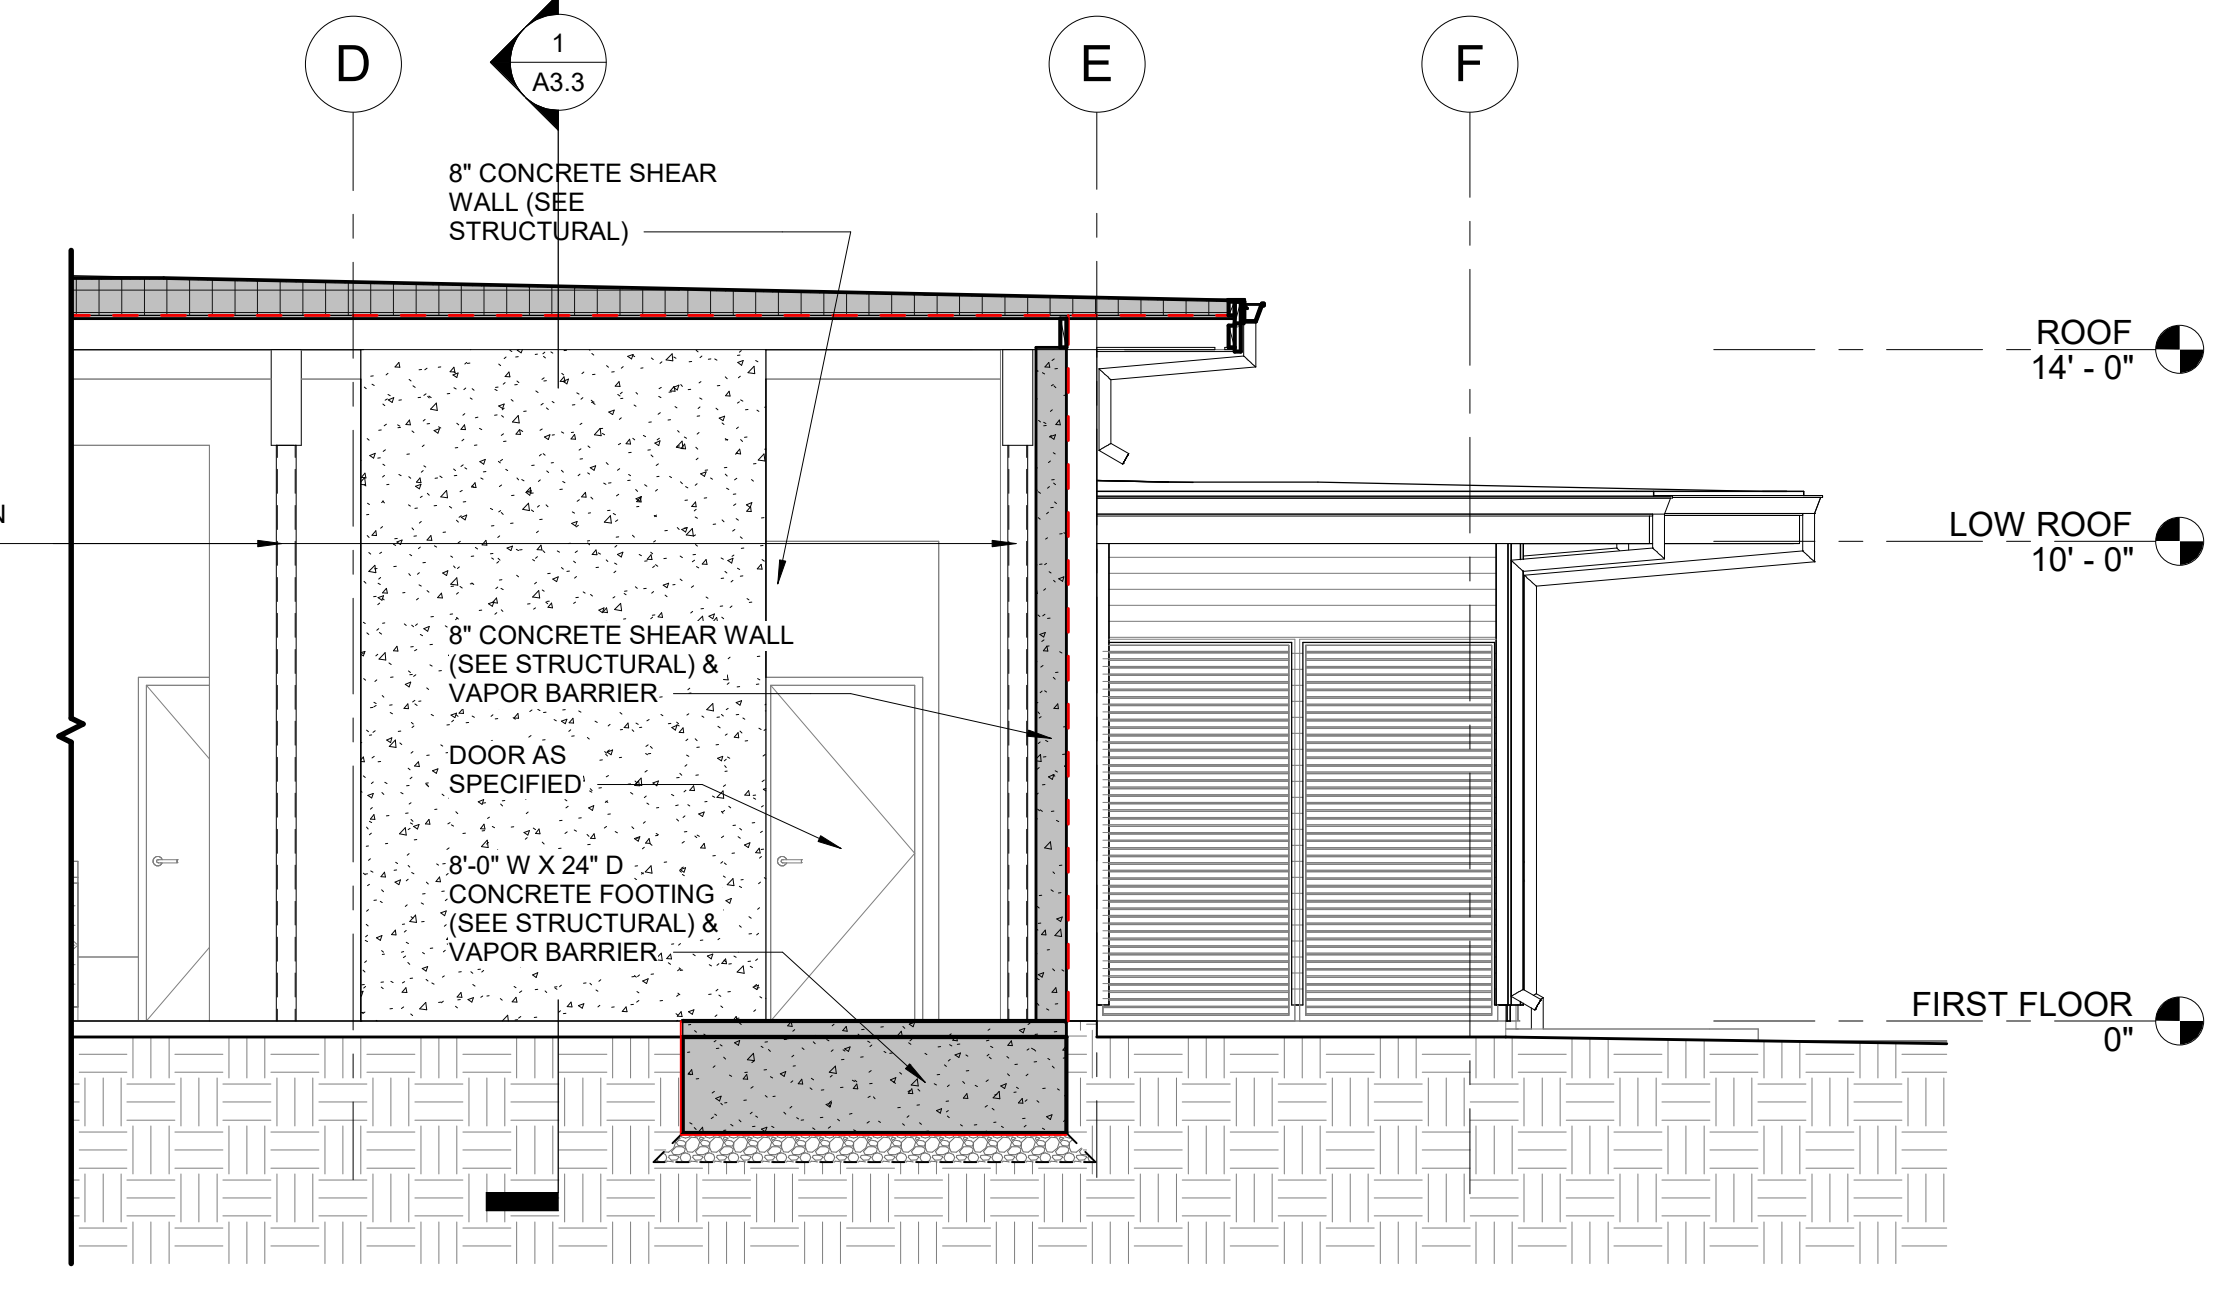 D
1
A3.3
E
F
8" CONCRETE SHEAR
WALL (SEE
STRUCTURAL)
ROOF
14' - 0"
N
LOW ROOF
10' - 0"
8" CONCRETE SHEAR WALL
(SEE STRUCTURAL) &
VAPOR BARRIER
DOOR AS
SPECIFIED
8'-0" W X 24" D
CONCRETE FOOTING
(SEE STRUCTURAL) &
VAPOR BARRIER
FIRST FLOOR
0"